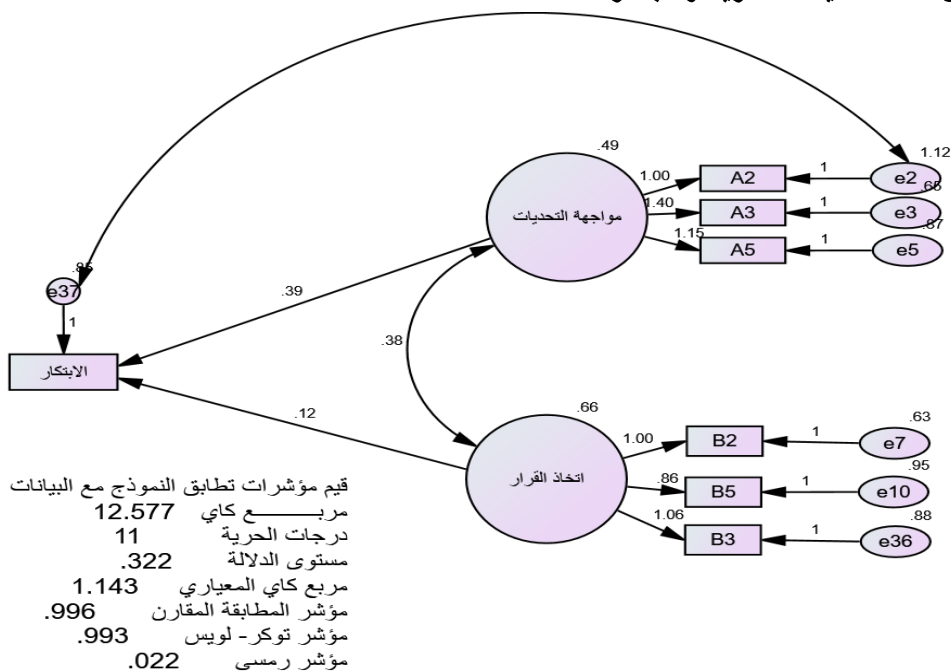 .49
1.12
1.00
A2
1
e2
.66
مواجهة التحديات
1.40
A3
1
e3
.87
1.15
A5
1
e5
.85
e37
1
.39
.38
الابتكار
.12
.66
.63
1.00
B2
1
e7
.95
اتخاذ القرار
.86
B5
1
e10
.88
1.06
B3
1
e36
قيم مؤشرات تطابق النموذج مع البيانات
مربـــــــع كاي 12.577
درجات الحرية 11
مستوى الدلالة .322
مربع كاي المعياري 1.143
مؤشر المطابقة المقارن .996
مؤشر توكر- لويس .993
مؤشر رمسي .022